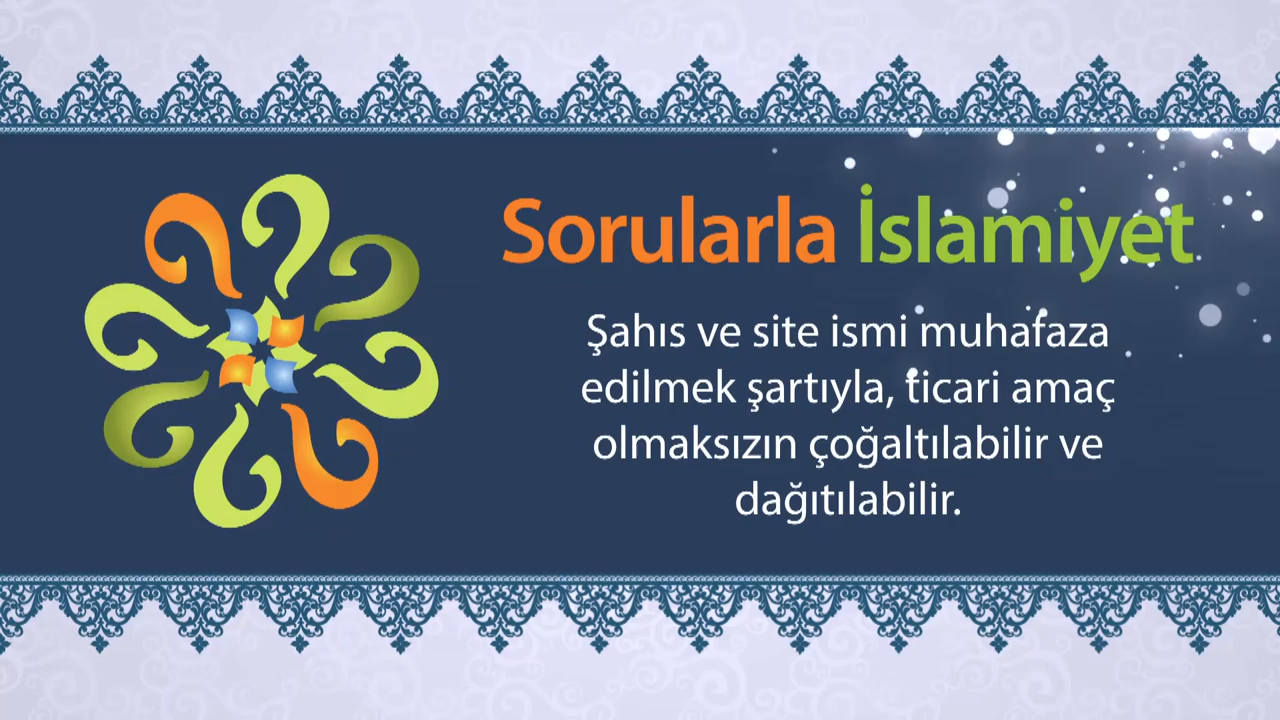 Sorularla İslamiyet
Şahıs ve site ismi muhafaza
edilmek şartıyla, ticari amaç
olmaksızın çoğaltılabilir ve
dağıtılabilir.